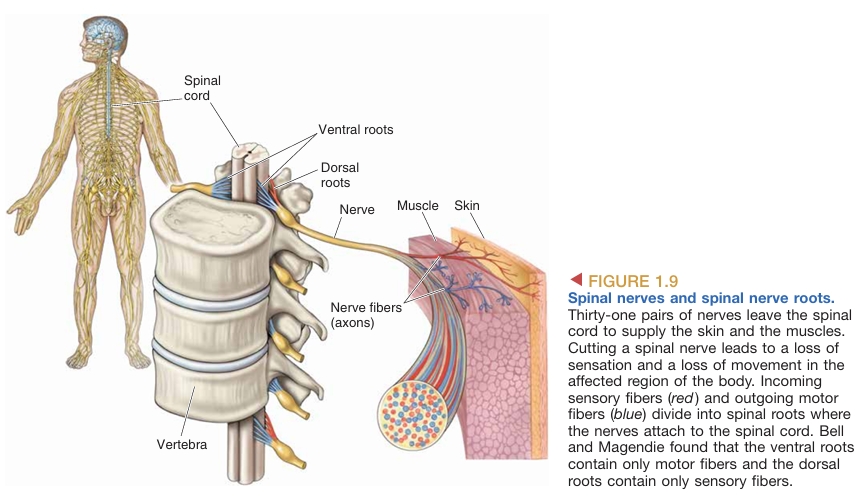 Spinal
cord
Ventral roots
Dorsal
roots
Nerve
Muscle
Skin
Nerve fibers
(axons)
Vertebra
◀ FIGURE 1.9
Spinal nerves and spinal nerve roots.
Thirty-one pairs of nerves leave the spinal
cord to supply the skin and the muscles.
Cutting a spinal nerve leads to a loss of
sensation and a loss of movement in the
affected region of the body. Incoming
sensory fibers (red) and outgoing motor
fibers (blue) divide into spinal roots where
the nerves attach to the spinal cord. Bell
and Magendie found that the ventral roots
contain only motor fibers and the dorsal
roots contain only sensory fibers.